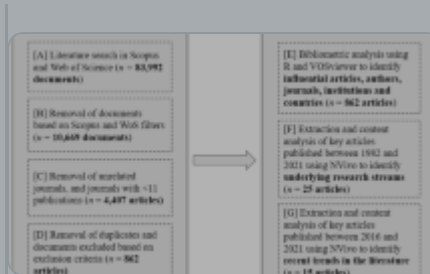 [A] Literature search in Scopus
and Web of Science (n = 83,992
documents)
[B] Removal of documents
based on Scopus and WoS filters
(n = 10,669 documents)
[C] Removal of unrelated
journals, and journals with <11
publications (n = 4,407 articles)
[D] Removal of duplicates and
documents excluded based on
exclusion criteria (n = 862
articles)
[E] Bibliometric analysis using
R and VOSviewer to identify
influential articles, authors,
journals, institutions and
countries (n = 862 articles)
[F] Extraction and content
analysis of key articles
published between 1982 and
2021 using NVivo to identify
underlying research streams
(n = 25 articles)
[G] Extraction and content
analysis of key articles
published between 2016 and
2021 using NVivo to identify
recent trends in the literature
(n = 15 articles)